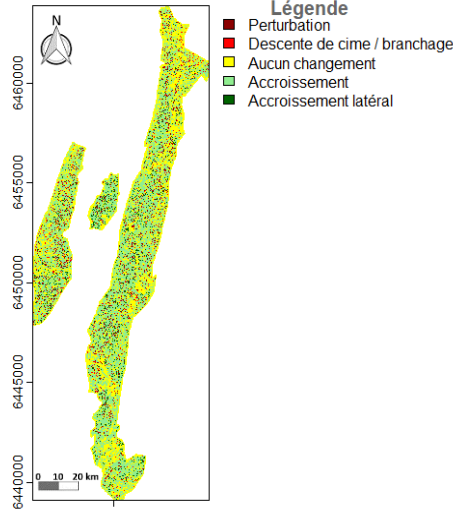 Légende
Perturbation
Descente de cime / branchage
Aucun changement
Accroissement
Accroissement latéral
N
6460000
6455000
6450000
6445000
6440000
0 10 20 km